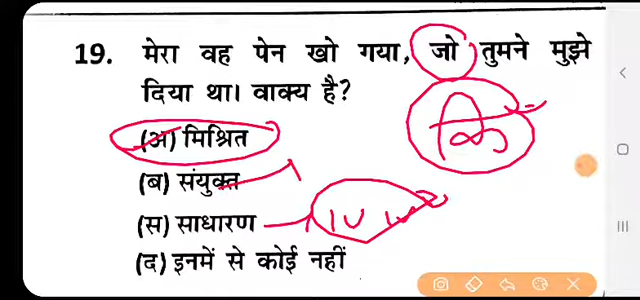 19. मेरा वह पेन खो गया, जो तुमने मुझे
दिया था। वाक्य है?
(अ) मिश्रित
(ब) संयुक्त
(स) साधारण
(द) इनमें से कोई नहीं
कि